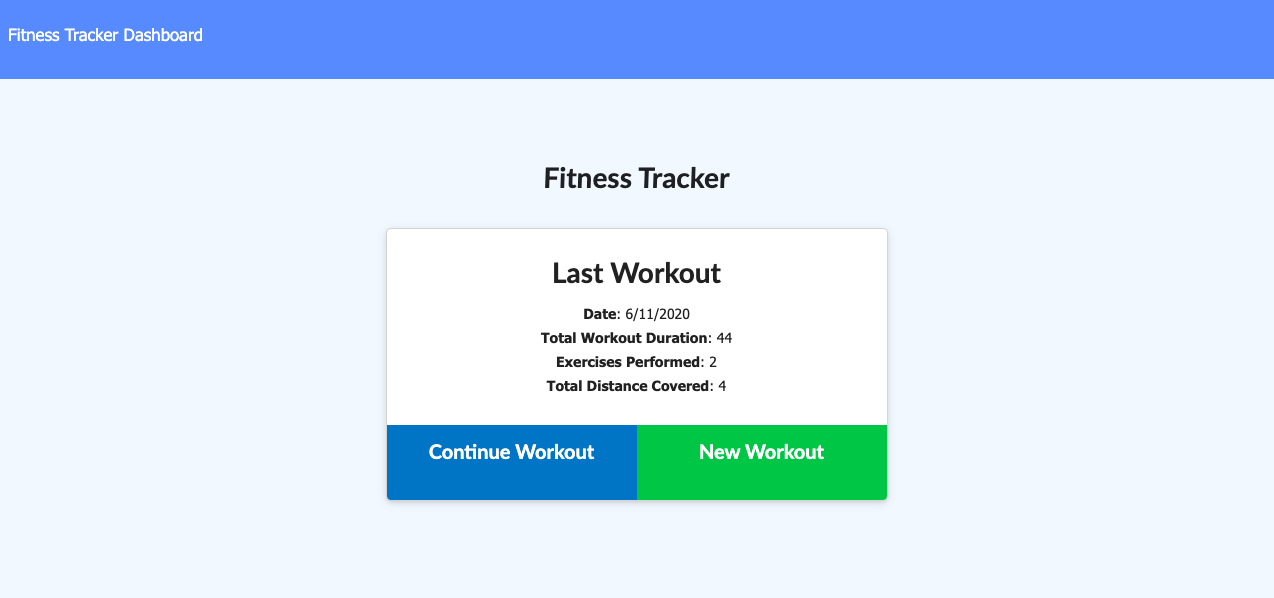 Fitness Tracker Dashboard
Fitness Tracker
Last Workout
Date: 6/11/2020
Total Workout Duration: 44
Exercises Performed: 2
Total Distance Covered: 4
Continue Workout
New Workout